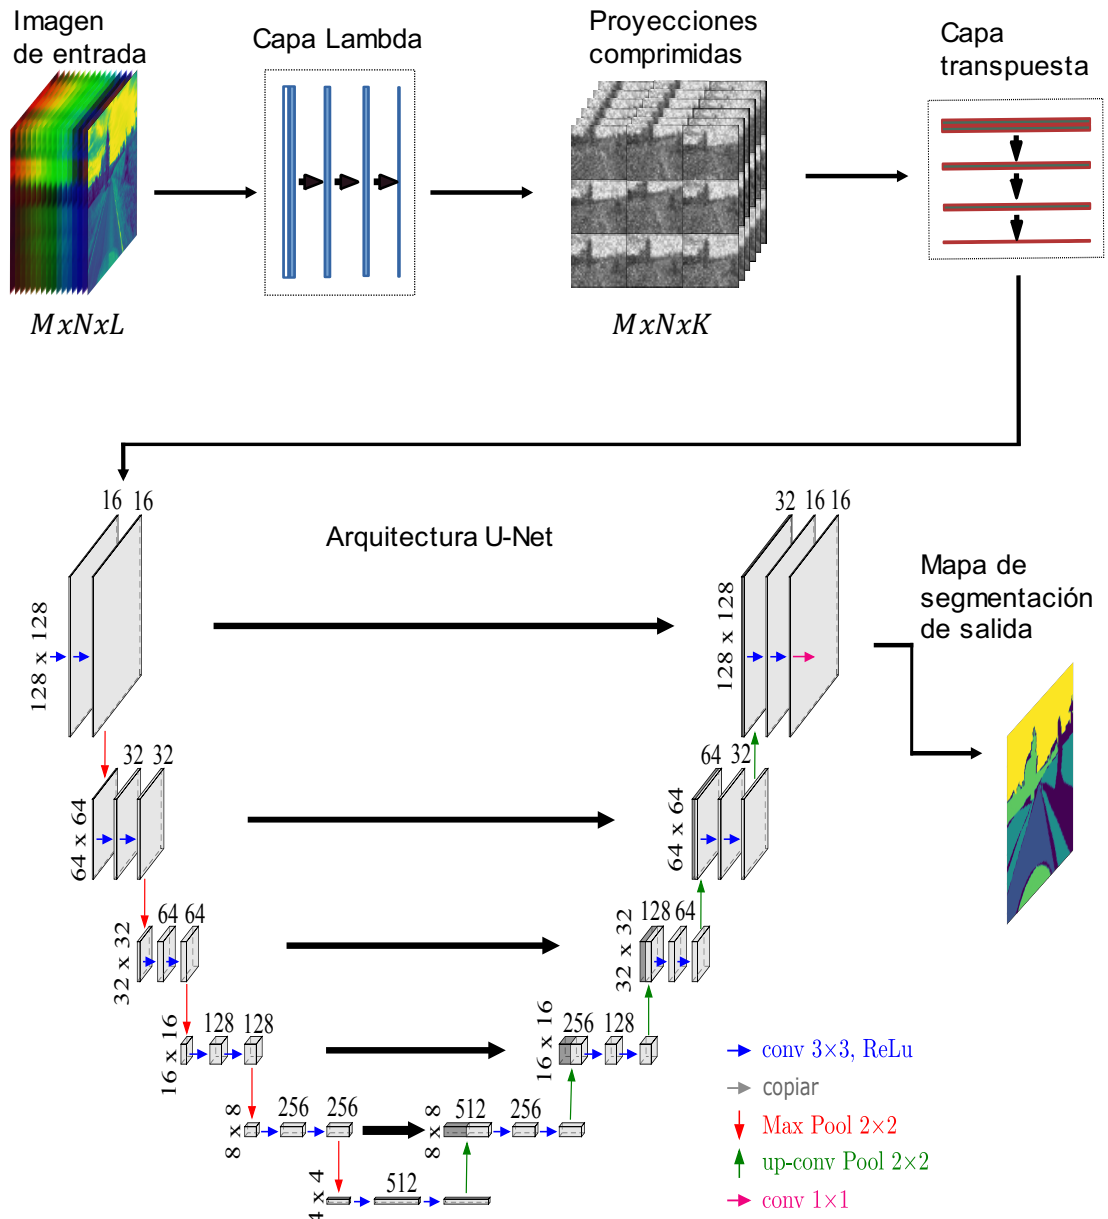 Imagen
de entrada
Capa Lambda
Proyecciones
comprimidas
Capa
transpuesta
MxNxL
MxNxK
Arquitectura U-Net
16 16
128 x 128
32 16 16
128 x 128
Mapa de
segmentación
de salida
32 32
64 x 64
64 32
64 x 64
64 64
32 x 32
128 64
32 x 32
128 128
16 x 16
256 128
16 x 16
256 256
8 x 8
512 256
8 x 8
512
4 x 4
conv 3×3, ReLu
copiar
Max Pool 2×2
up-conv Pool 2×2
conv 1×1